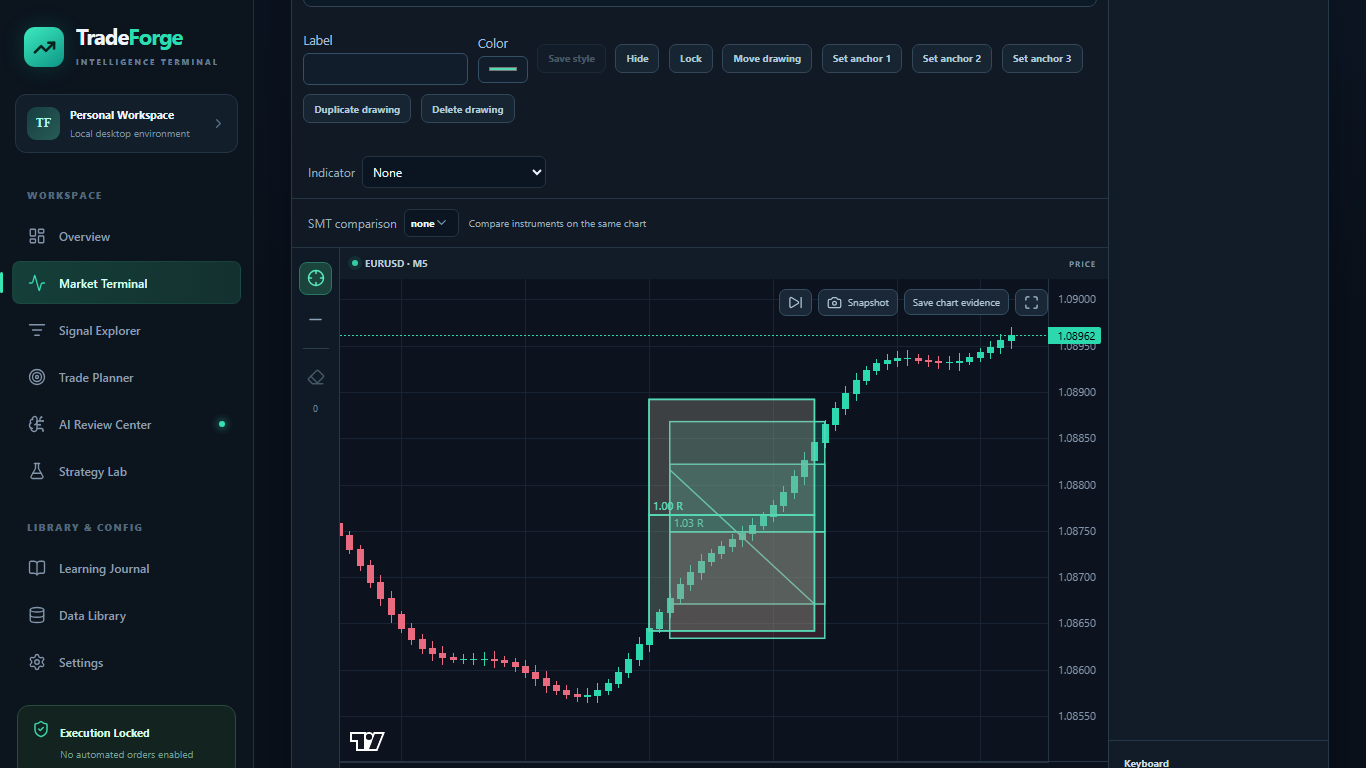 TradeForge
INTELLIGENCE TERMINAL
TF
Personal Workspace
Local desktop environment
WORKSPACE
Overview
Market Terminal
Signal Explorer
Trade Planner
AI Review Center
Strategy Lab
LIBRARY & CONFIG
Learning Journal
Data Library
Settings
Execution Locked
No automated orders enabled
Label
Color
Save style
Hide
Lock
Move drawing
Set anchor 1
Set anchor 2
Set anchor 3
Duplicate drawing
Delete drawing
Indicator
None
SMT comparison
none
Compare instruments on the same chart
EURUSD · M5
PRICE
0
Snapshot
Save chart evidence
1.09000
1.08962
1.08950
1.08900
1.08850
1.08800
1.08750
1.08700
1.08650
1.08600
1.08550
1.00 R
1.03 R
Keyboard